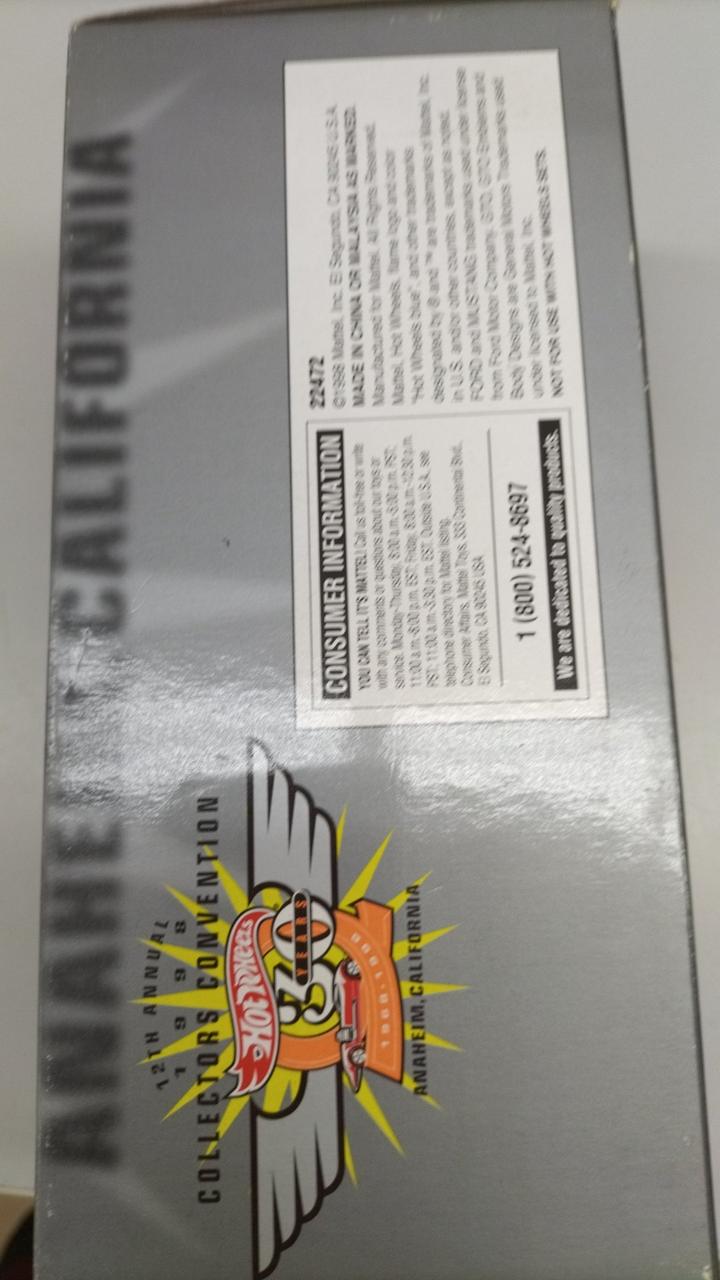 ANAHEIM CALIFORNIA
12TH ANNUAL
1998
COLLECTORS CONVENTION
HOT WHEELS
30
YEARS
1968-1998
ANAHEIM, CALIFORNIA
CONSUMER INFORMATION
YOU CAN TELL IT'S MATTEL! Call us toll-free or write
with any comments or questions about our toys or
service. Monday-Thursday, 8:00 a.m.-5:00 p.m. PST;
11:00 a.m.-8:00 p.m. EST; Friday, 8:00 a.m.-12:30 p.m.
PST; 11:00 a.m.-3:30 p.m. EST. Outside U.S.A., see
telephone directory for Mattel listing.
Consumer Affairs, Mattel Toys, 333 Continental Blvd.,
El Segundo, CA 90245 USA
1 (800) 524-8697
We are dedicated to quality products.
22472
©1998 Mattel, Inc. El Segundo, CA 90245 U.S.A.
MADE IN CHINA OR MALAYSIA AS MARKED.
Manufactured for Mattel. All Rights Reserved.
Mattel, Hot Wheels, flame logo and color
"Hot Wheels blue", and other trademarks
designated by ® and ™ are trademarks of Mattel, Inc.
in U.S. and/or other countries, except as noted.
FORD and MUSTANG trademarks used under license
from Ford Motor Company. GTO, GTO Emblems and
Body Designs are General Motors Trademarks used
under licensed to Mattel, Inc.
NOT FOR USE WITH HOT WHEELS SETS.